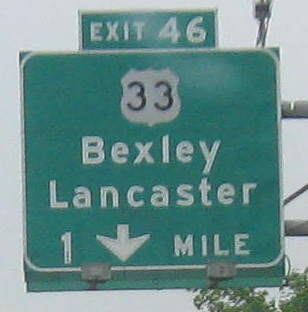 EXIT 46
33
Bexley
Lancaster
1 MILE